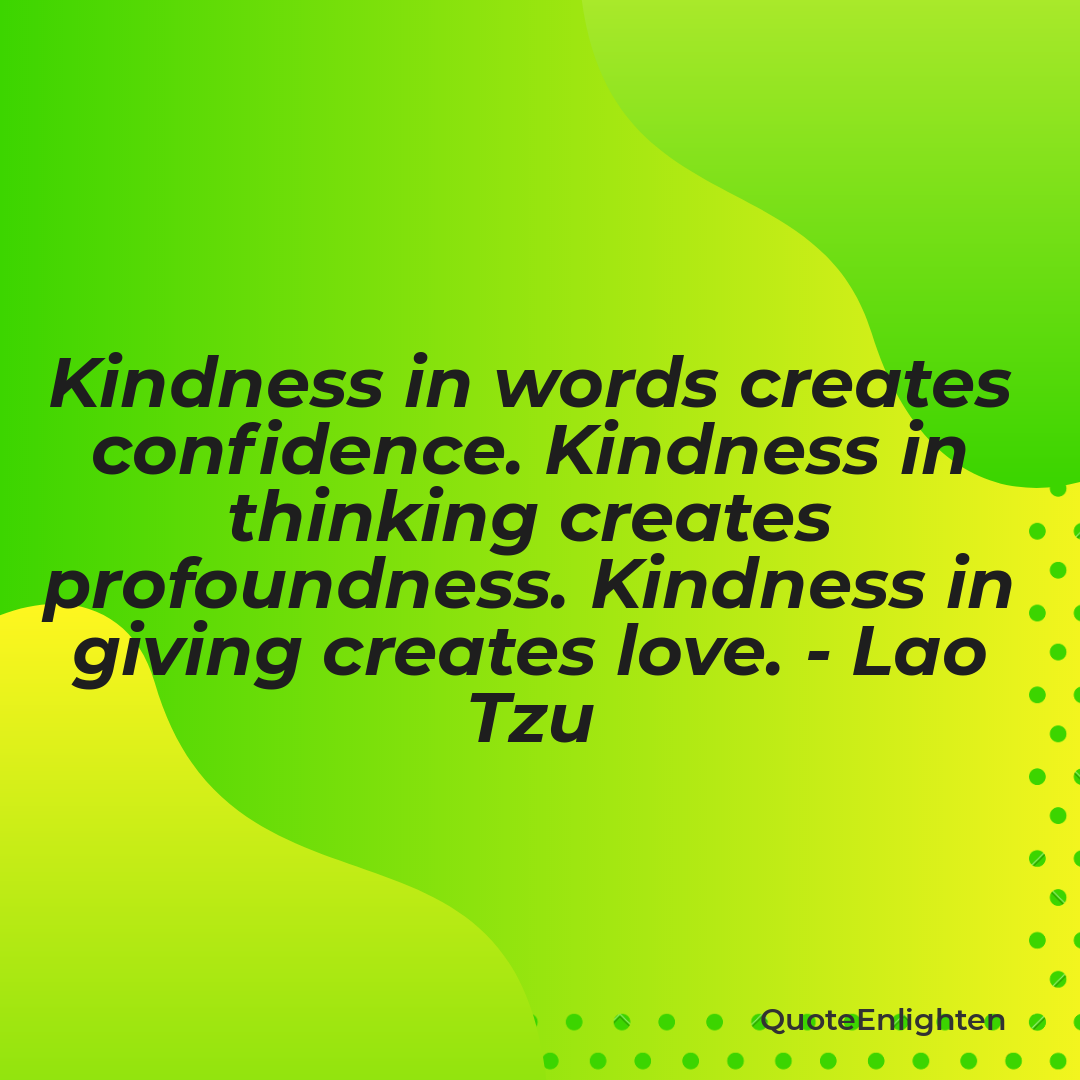 Kindness in words creates
confidence. Kindness in
thinking creates
profoundness. Kindness in
giving creates love. - Lao
Tzu
QuoteEnlighten